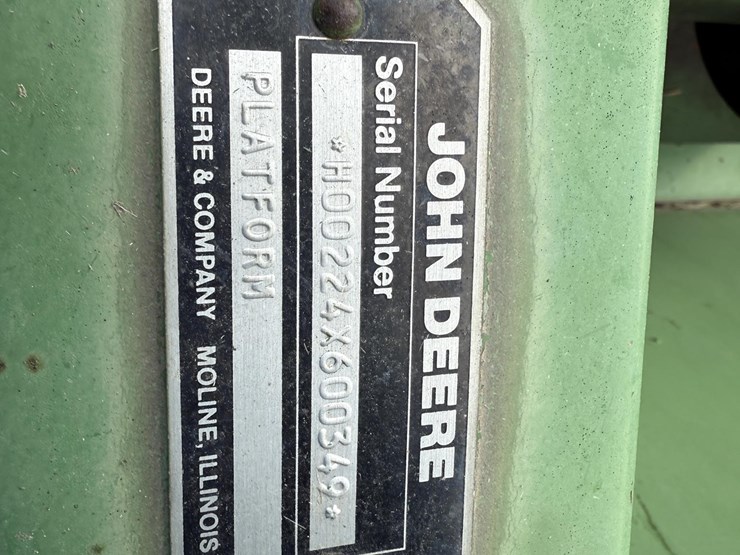 JOHN DEERE
Serial Number
*H00224X600349*
PLATFORM
DEERE & COMPANY MOLINE, ILLINOIS